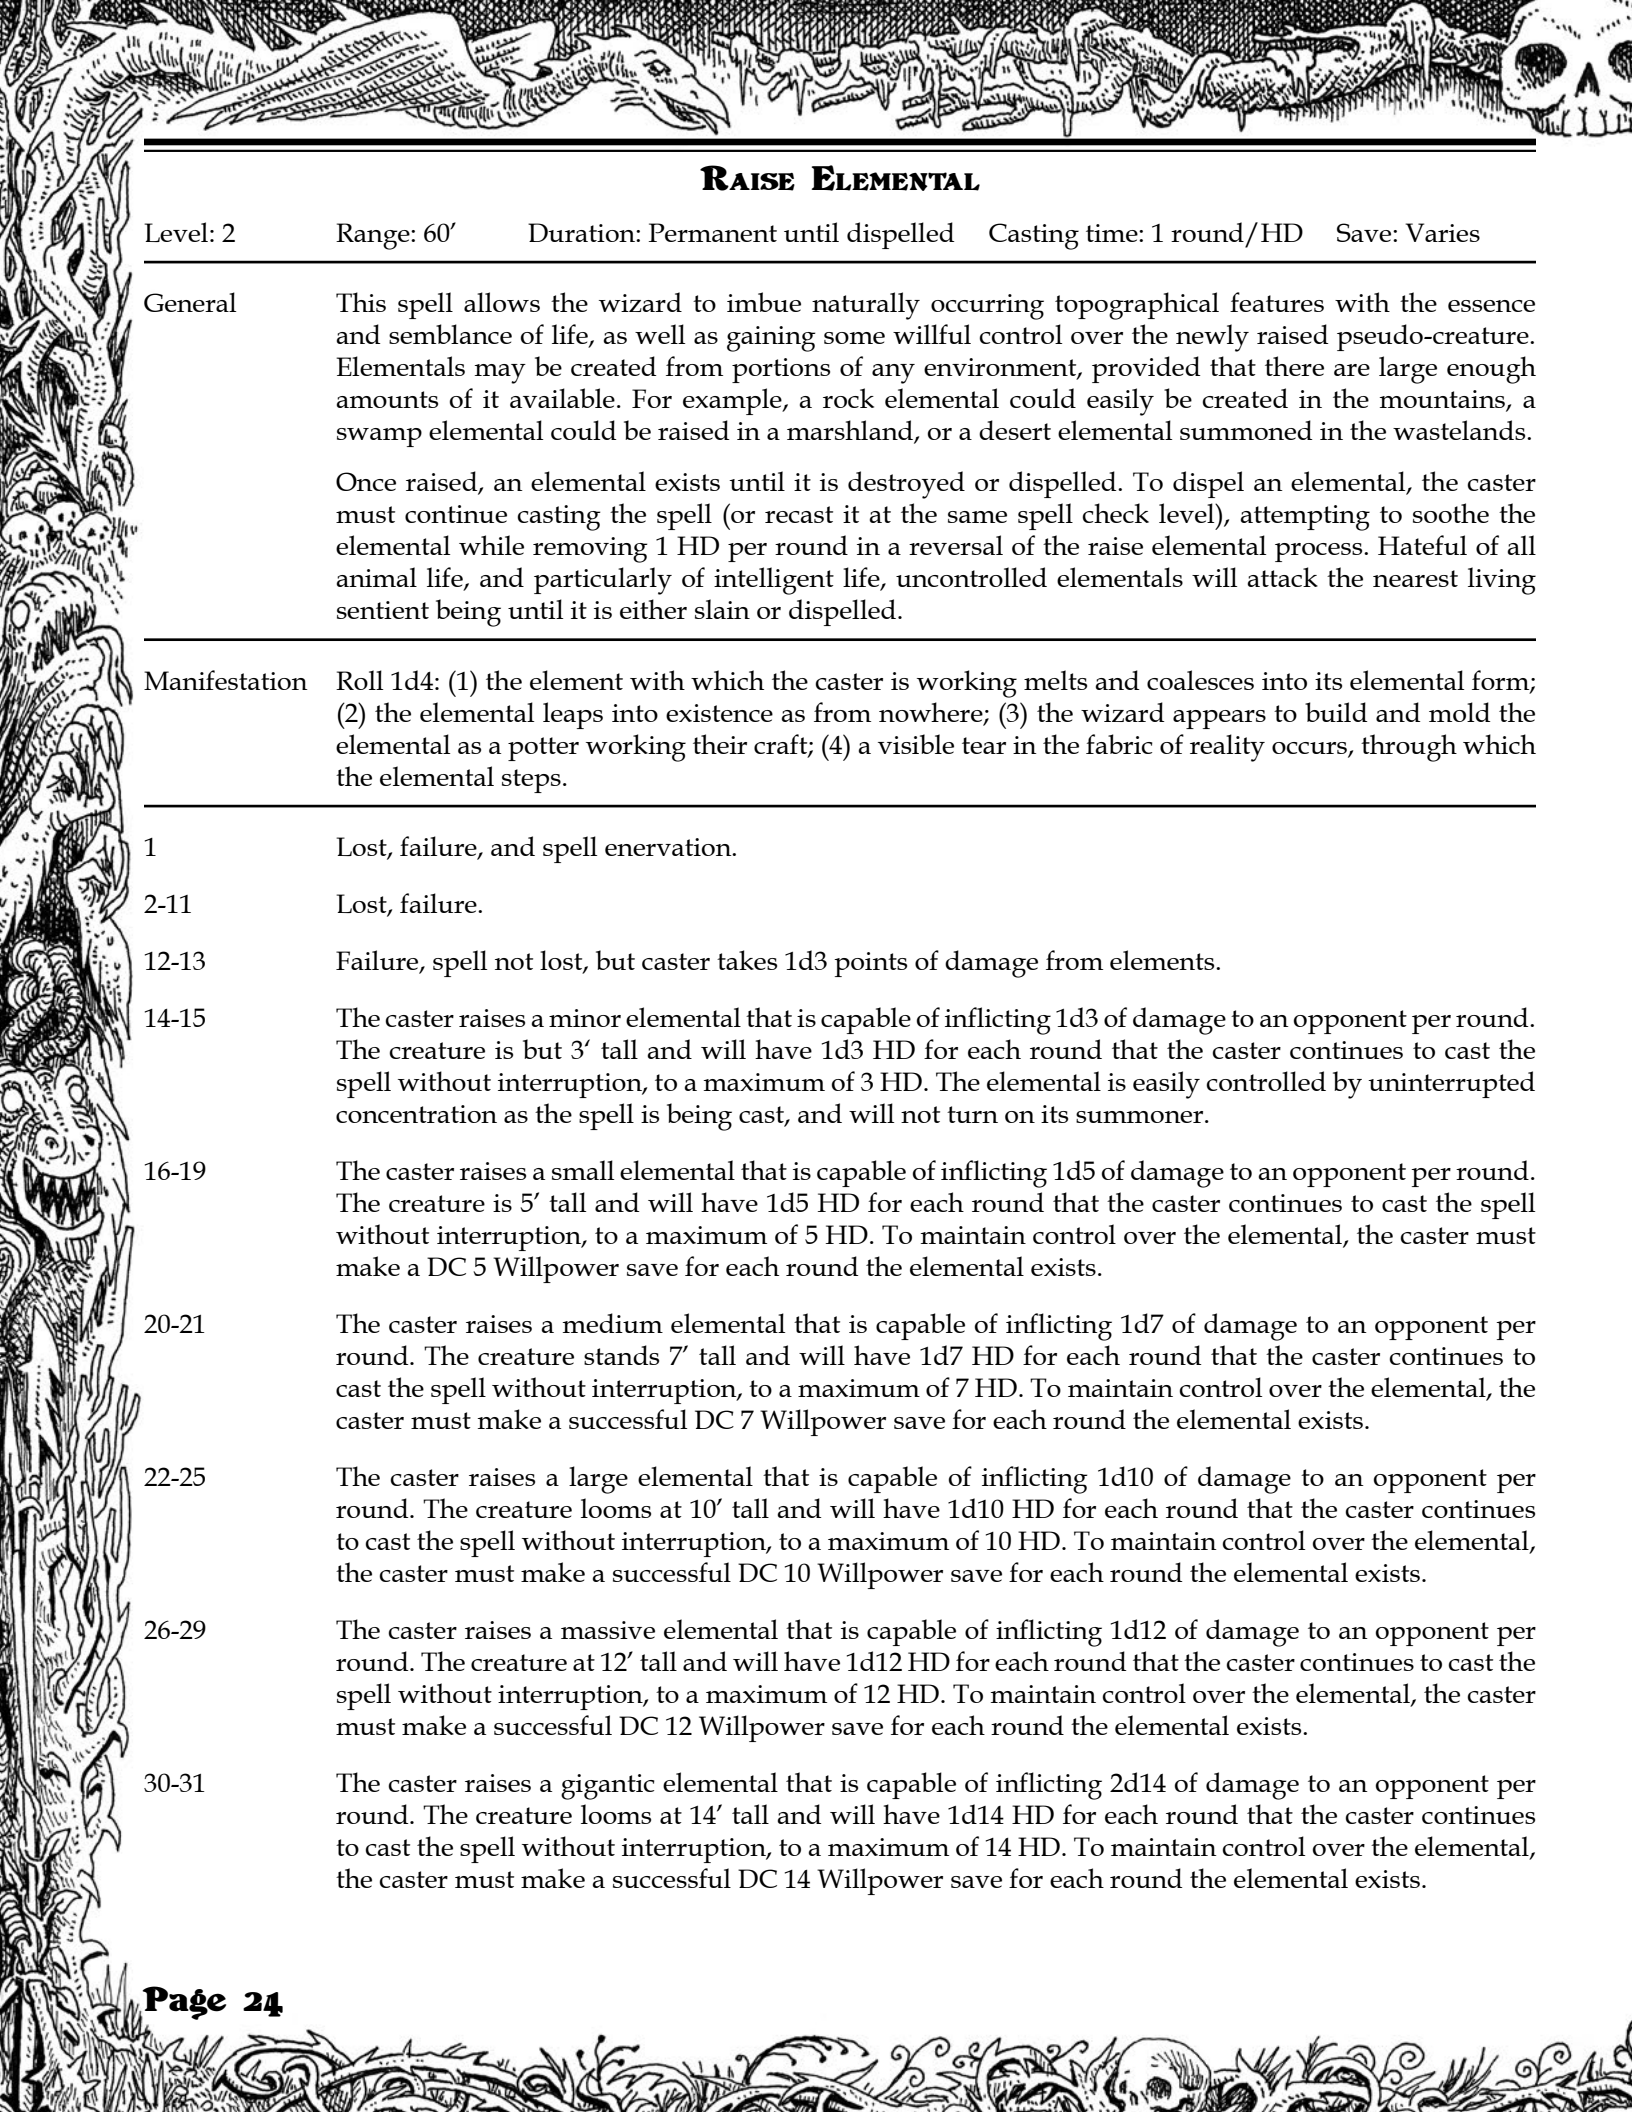 Raise Elemental
Level: 2 Range: 60′ Duration: Permanent until dispelled Casting time: 1 round/HD Save: Varies
General This spell allows the wizard to imbue naturally occurring topographical features with the essence
and semblance of life, as well as gaining some willful control over the newly raised pseudo-creature.
Elementals may be created from portions of any environment, provided that there are large enough
amounts of it available. For example, a rock elemental could easily be created in the mountains, a
swamp elemental could be raised in a marshland, or a desert elemental summoned in the wastelands.
Once raised, an elemental exists until it is destroyed or dispelled. To dispel an elemental, the caster
must continue casting the spell (or recast it at the same spell check level), attempting to soothe the
elemental while removing 1 HD per round in a reversal of the raise elemental process. Hateful of all
animal life, and particularly of intelligent life, uncontrolled elementals will attack the nearest living
sentient being until it is either slain or dispelled.
Manifestation Roll 1d4: (1) the element with which the caster is working melts and coalesces into its elemental form;
(2) the elemental leaps into existence as from nowhere; (3) the wizard appears to build and mold the
elemental as a potter working their craft; (4) a visible tear in the fabric of reality occurs, through which
the elemental steps.
1 Lost, failure, and spell enervation.
2-11 Lost, failure.
12-13 Failure, spell not lost, but caster takes 1d3 points of damage from elements.
14-15 The caster raises a minor elemental that is capable of inflicting 1d3 of damage to an opponent per round.
The creature is but 3‘ tall and will have 1d3 HD for each round that the caster continues to cast the
spell without interruption, to a maximum of 3 HD. The elemental is easily controlled by uninterrupted
concentration as the spell is being cast, and will not turn on its summoner.
16-19 The caster raises a small elemental that is capable of inflicting 1d5 of damage to an opponent per round.
The creature is 5′ tall and will have 1d5 HD for each round that the caster continues to cast the spell
without interruption, to a maximum of 5 HD. To maintain control over the elemental, the caster must
make a DC 5 Willpower save for each round the elemental exists.
20-21 The caster raises a medium elemental that is capable of inflicting 1d7 of damage to an opponent per
round. The creature stands 7′ tall and will have 1d7 HD for each round that the caster continues to
cast the spell without interruption, to a maximum of 7 HD. To maintain control over the elemental, the
caster must make a successful DC 7 Willpower save for each round the elemental exists.
22-25 The caster raises a large elemental that is capable of inflicting 1d10 of damage to an opponent per
round. The creature looms at 10′ tall and will have 1d10 HD for each round that the caster continues
to cast the spell without interruption, to a maximum of 10 HD. To maintain control over the elemental,
the caster must make a successful DC 10 Willpower save for each round the elemental exists.
26-29 The caster raises a massive elemental that is capable of inflicting 1d12 of damage to an opponent per
round. The creature at 12′ tall and will have 1d12 HD for each round that the caster continues to cast the
spell without interruption, to a maximum of 12 HD. To maintain control over the elemental, the caster
must make a successful DC 12 Willpower save for each round the elemental exists.
30-31 The caster raises a gigantic elemental that is capable of inflicting 2d14 of damage to an opponent per
round. The creature looms at 14′ tall and will have 1d14 HD for each round that the caster continues
to cast the spell without interruption, to a maximum of 14 HD. To maintain control over the elemental,
the caster must make a successful DC 14 Willpower save for each round the elemental exists.
Page 24